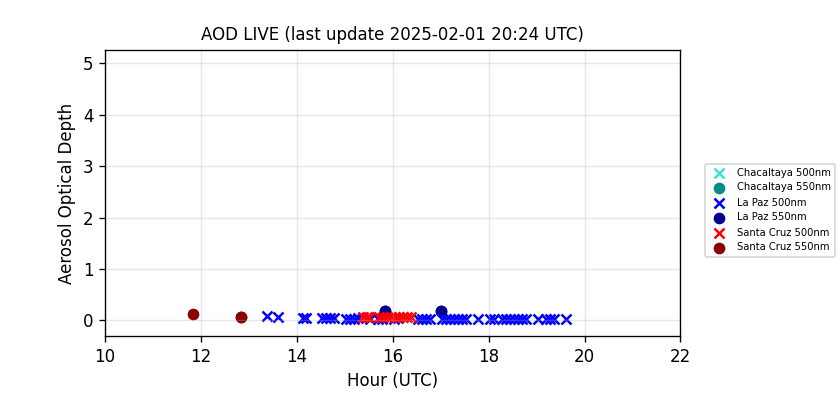 AOD LIVE (last update 2025-02-01 20:24 UTC)
Aerosol Optical Depth
5
4
3
2
1
0
10 12 14 16 18 20 22
Hour (UTC)
Chacaltaya 500nm
Chacaltaya 550nm
La Paz 500nm
La Paz 550nm
Santa Cruz 500nm
Santa Cruz 550nm